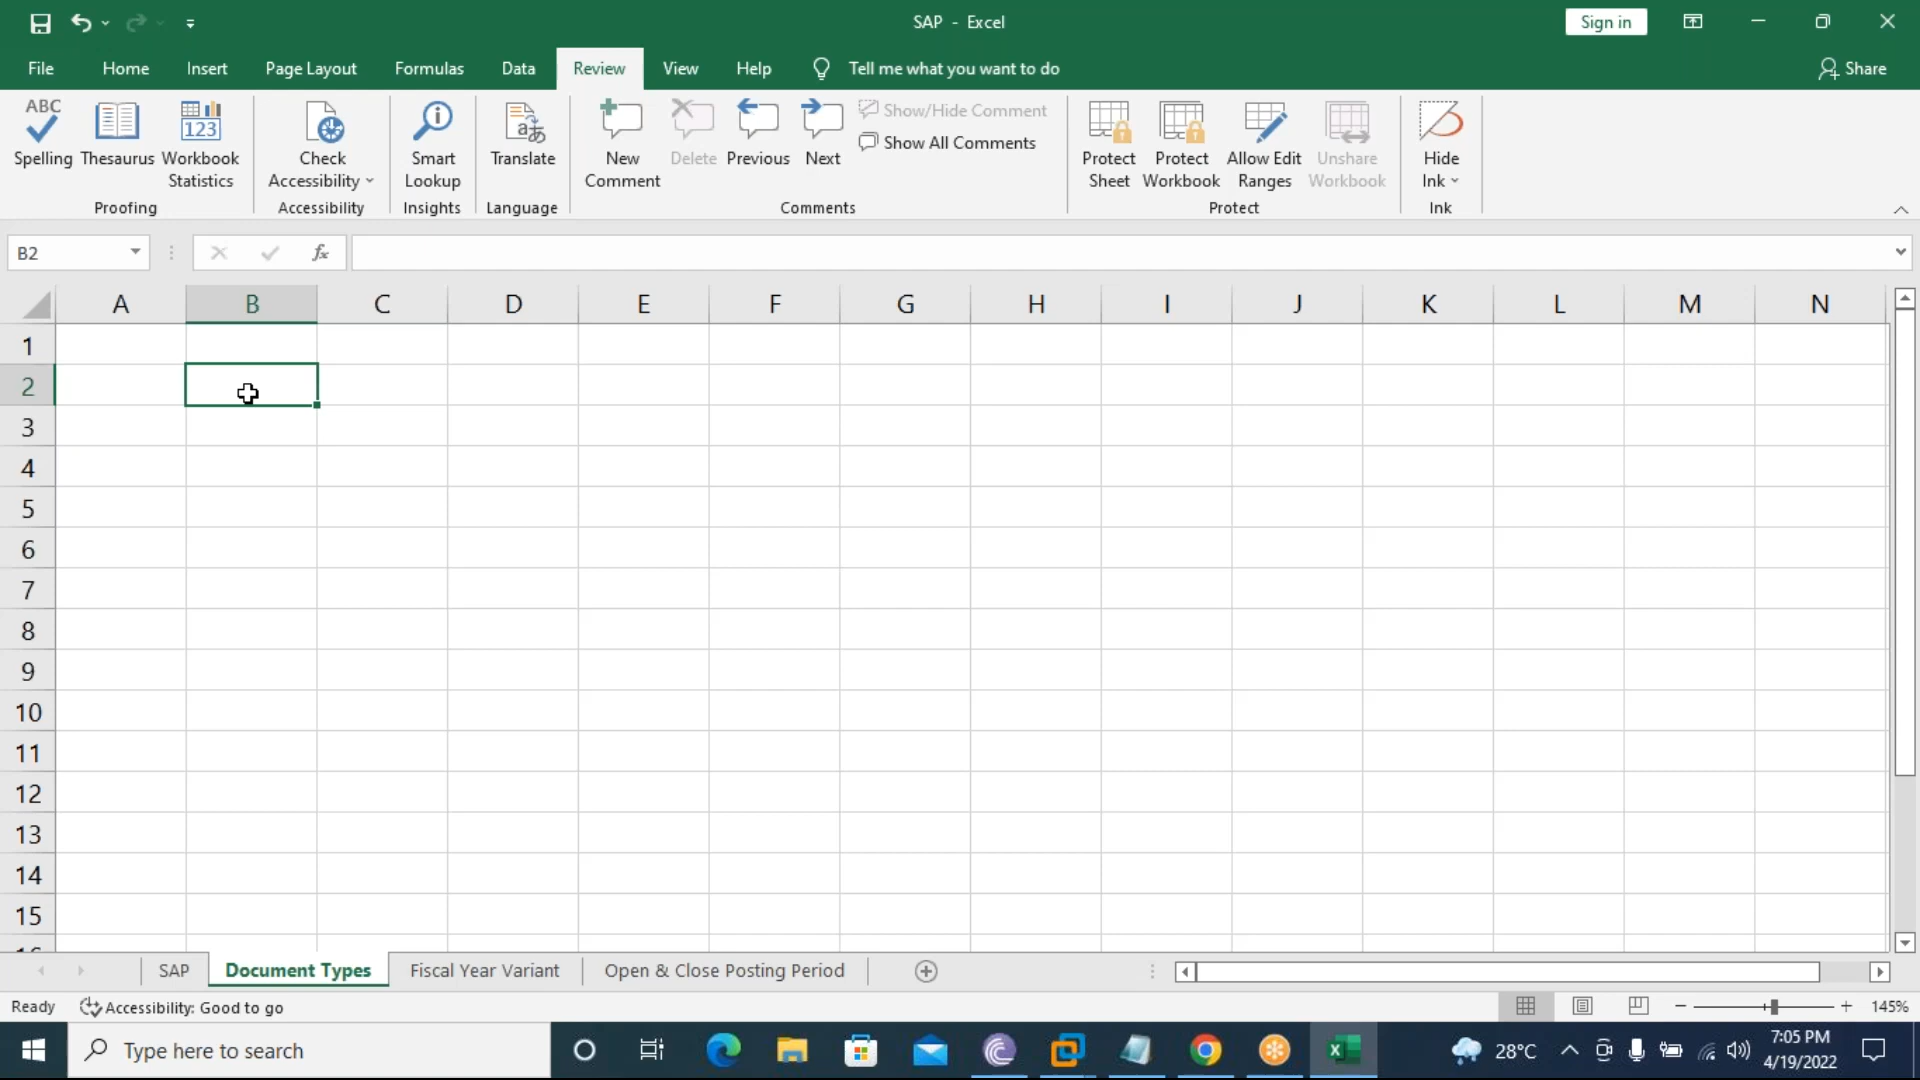 SAP - Excel
Sign in
File Home Insert Page Layout Formulas Data Review View Help Tell me what you want to do Share
ABC
Spelling Thesaurus Workbook Statistics
Check Accessibility
Smart Lookup
Translate
New Comment Delete Previous Next
Show/Hide Comment
Show All Comments
Protect Sheet Protect Workbook Allow Edit Ranges Unshare Workbook
Hide Ink
Proofing Accessibility Insights Language Comments Protect Ink
B2 fx
A B C D E F G H I J K L M N
1
2
3
4
5
6
7
8
9
10
11
12
13
14
15
SAP Document Types Fiscal Year Variant Open & Close Posting Period
Ready Accessibility: Good to go 145%
Type here to search 28°C 7:05 PM
4/19/2022